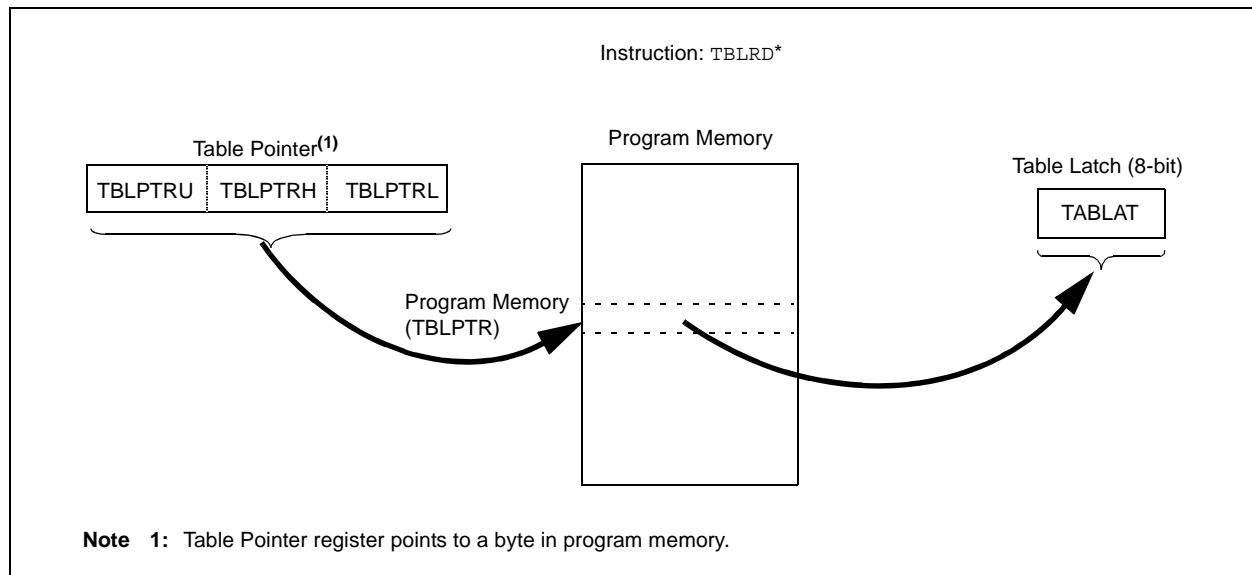 Instruction: TBLRD*
Table Pointer(1)
TBLPTRU TBLPTRH TBLPTRL
Program Memory
Table Latch (8-bit)
TABLAT
Program Memory
(TBLPTR)
Note 1: Table Pointer register points to a byte in program memory.